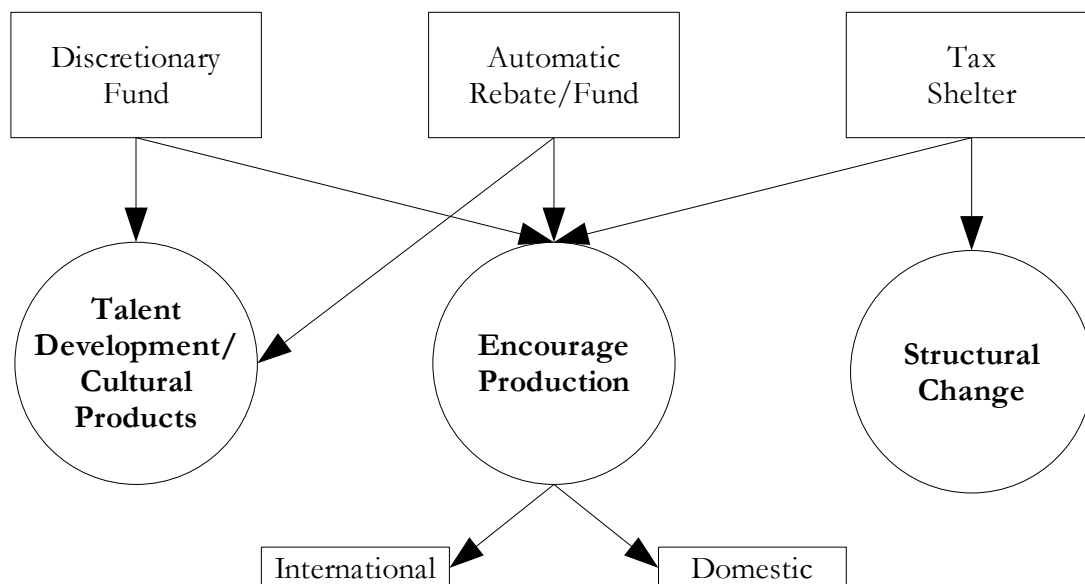 Discretionary
Fund
Automatic
Rebate/Fund
Tax
Shelter
Talent
Development/
Cultural
Products
Encourage
Production
Structural
Change
International
Domestic